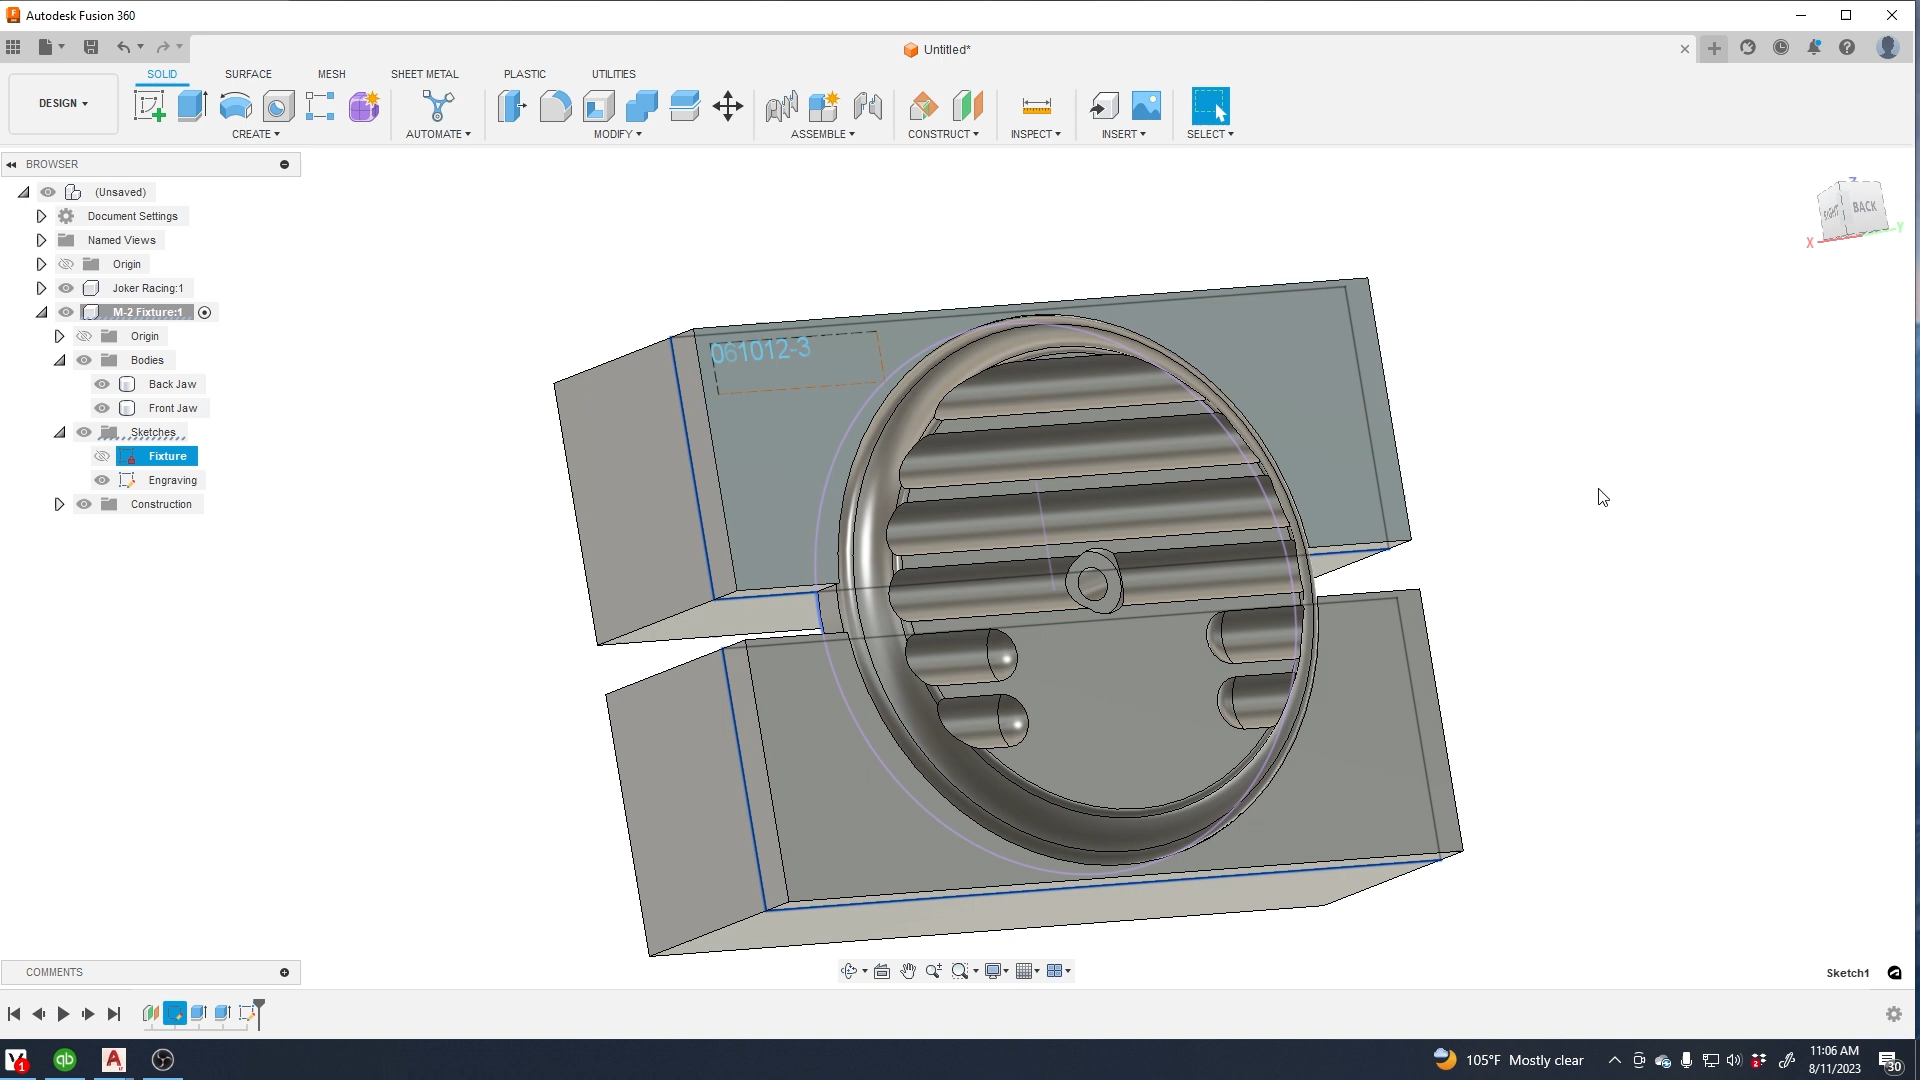 Autodesk Fusion 360
Untitled*
SOLID SURFACE MESH SHEET METAL PLASTIC UTILITIES
DESIGN
CREATE AUTOMATE MODIFY ASSEMBLE CONSTRUCT INSPECT INSERT SELECT
BROWSER
(Unsaved)
Document Settings
Named Views
Origin
Joker Racing:1
M-2 Fixture:1
Origin
Bodies
Back Jaw
Front Jaw
Sketches
Fixture
Engraving
Construction
061012-3
Z
RIGHT BACK
X
Y
COMMENTS
Sketch1
1
105°F Mostly clear
11:06 AM
8/11/2023
30